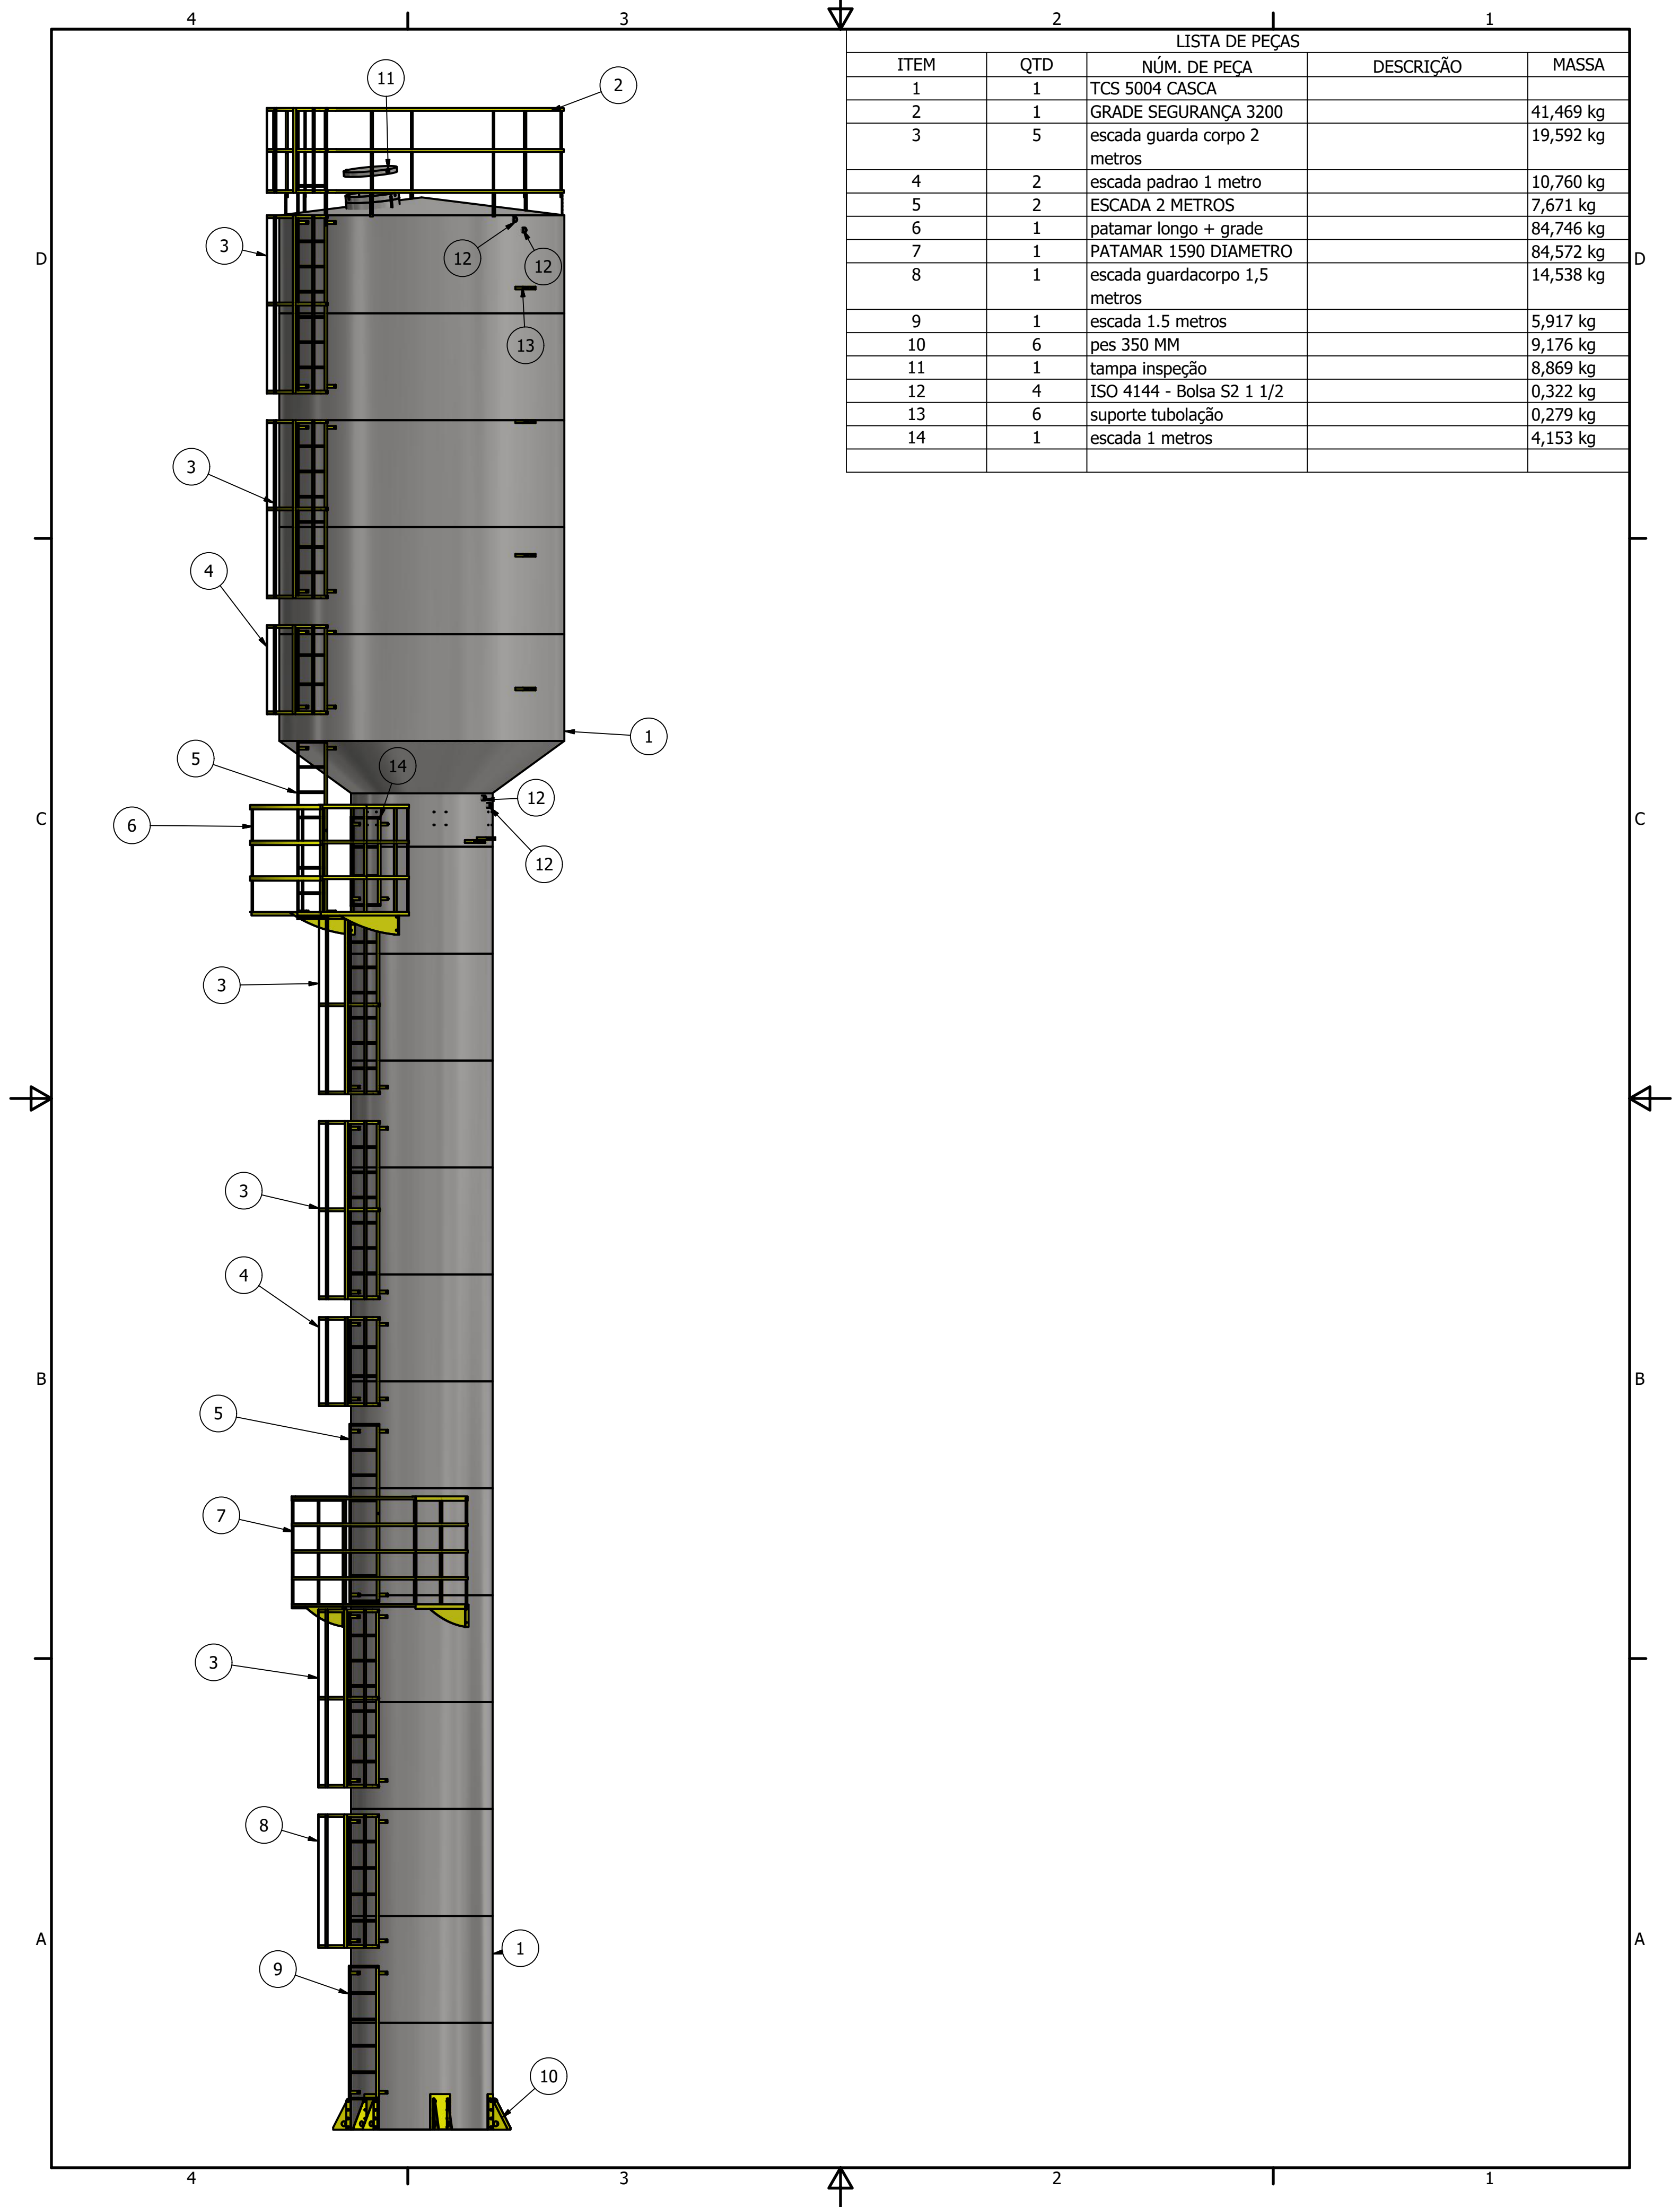 4 3 2 1
LISTA DE PEÇAS
ITEM QTD NÚM. DE PEÇA DESCRIÇÃO MASSA
1 1 TCS 5004 CASCA
2 1 GRADE SEGURANÇA 3200 41,469 kg
3 5 escada guarda corpo 2 19,592 kg
metros
4 2 escada padrao 1 metro 10,760 kg
5 2 ESCADA 2 METROS 7,671 kg
6 1 patamar longo + grade 84,746 kg
7 1 PATAMAR 1590 DIAMETRO 84,572 kg
8 1 escada guardacorpo 1,5 14,538 kg
metros
9 1 escada 1.5 metros 5,917 kg
10 6 pes 350 MM 9,176 kg
11 1 tampa inspeção 8,869 kg
12 4 ISO 4144 - Bolsa S2 1 1/2 0,322 kg
13 6 suporte tubolação 0,279 kg
14 1 escada 1 metros 4,153 kg
11
2
3
D
12
12
D
13
3
4
1
5
14
12
C
6
C
12
3
3
4
B
B
5
7
3
8
A
1
A
9
10
4 3 2 1